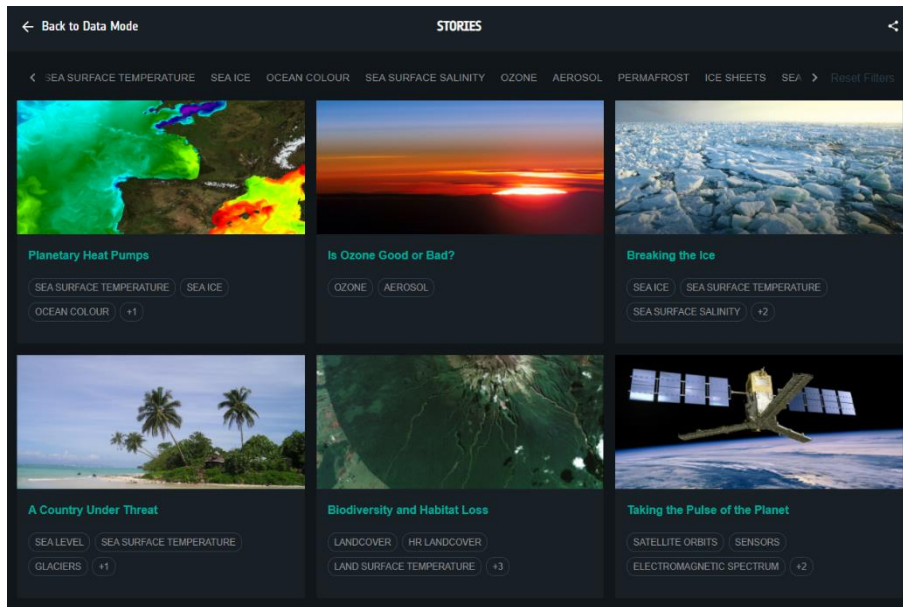 ← Back to Data Mode
STORIES
SEA SURFACE TEMPERATURE SEA ICE OCEAN COLOUR SEA SURFACE SALINITY OZONE AEROSOL PERMAFROST ICE SHEETS SEA Reset Filters
Planetary Heat Pumps
SEA SURFACE TEMPERATURE SEA ICE
OCEAN COLOUR +1
Is Ozone Good or Bad?
OZONE AEROSOL
Breaking the Ice
SEA ICE SEA SURFACE TEMPERATURE
SEA SURFACE SALINITY +2
A Country Under Threat
SEA LEVEL SEA SURFACE TEMPERATURE
GLACIERS +1
Biodiversity and Habitat Loss
LANDCOVER HR LANDCOVER
LAND SURFACE TEMPERATURE +3
Taking the Pulse of the Planet
SATELLITE ORBITS SENSORS
ELECTROMAGNETIC SPECTRUM +2